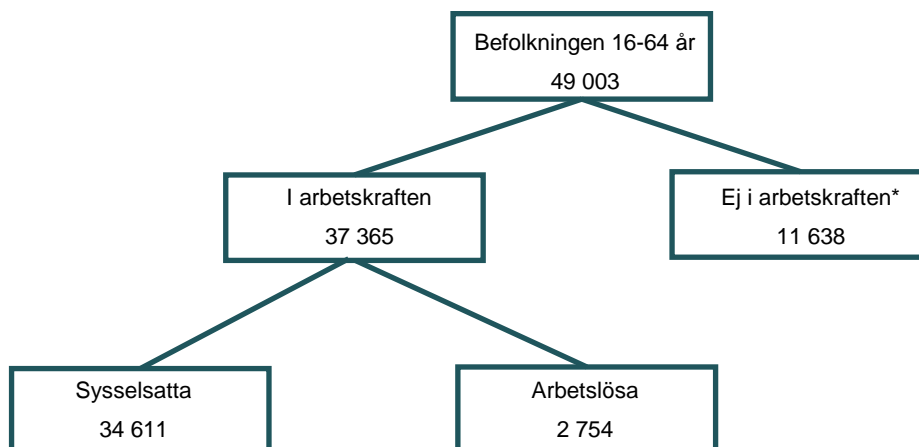 Befolkningen 16-64 år
49 003
I arbetskraften
37 365
Ej i arbetskraften*
11 638
Sysselsatta
34 611
Arbetslösa
2 754